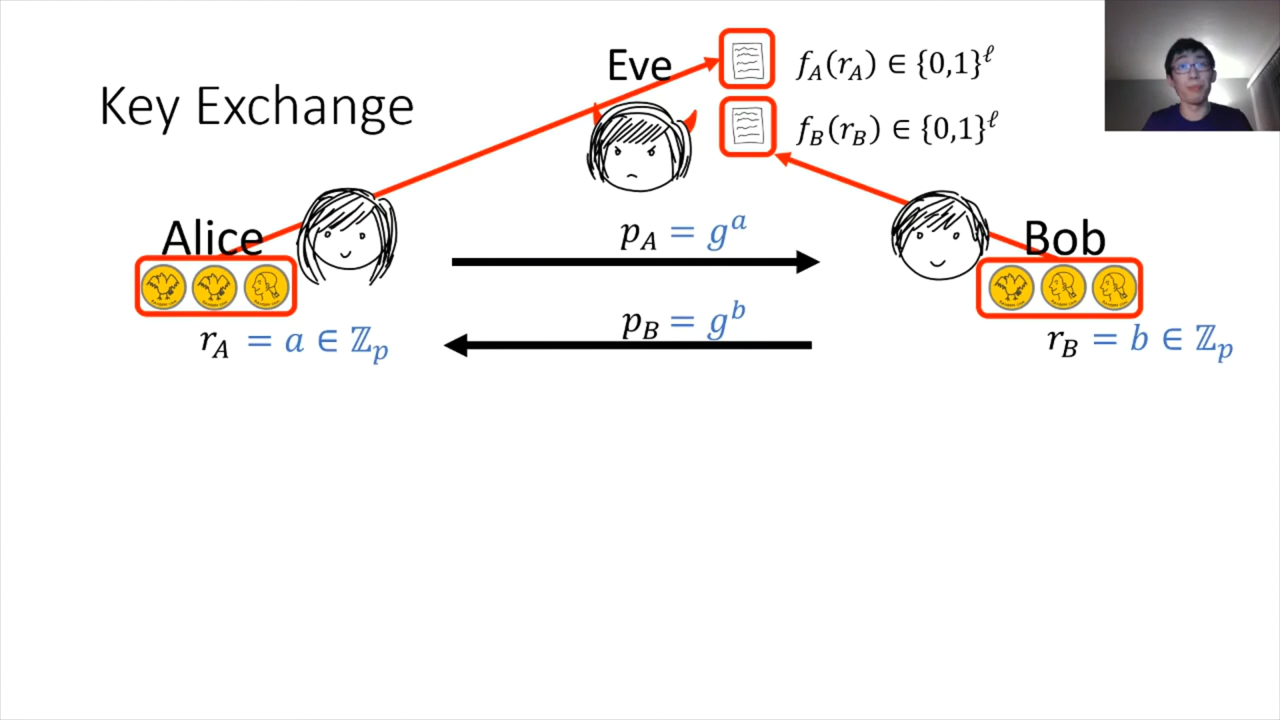 Key Exchange
Eve
f_A(r_A) ∈ {0,1}^ℓ
f_B(r_B) ∈ {0,1}^ℓ
Alice
Bob
p_A = g^a
p_B = g^b
r_A = a ∈ ℤ_p
r_B = b ∈ ℤ_p